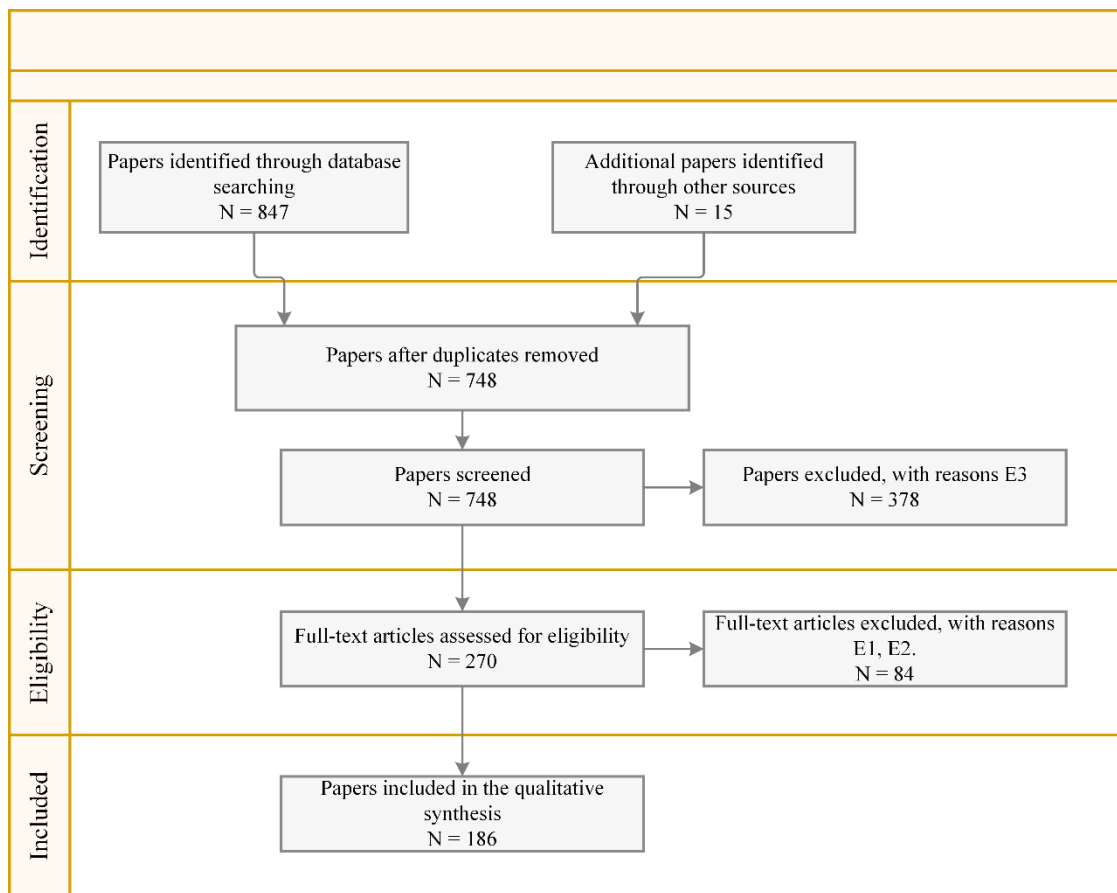 Identification
Papers identified through database
searching
N = 847
Additional papers identified
through other sources
N = 15
Screening
Papers after duplicates removed
N = 748
Papers screened
N = 748
Papers excluded, with reasons E3
N = 378
Eligibility
Full-text articles assessed for eligibility
N = 270
Full-text articles excluded, with reasons
E1, E2.
N = 84
Included
Papers included in the qualitative
synthesis
N = 186